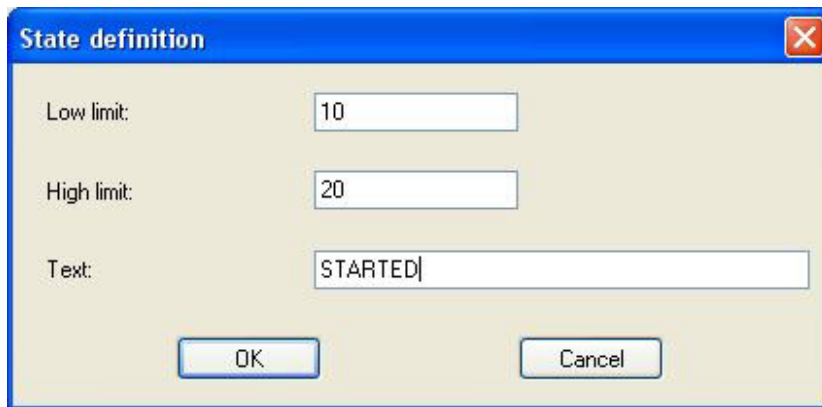 State definition
Low limit: 10
High limit: 20
Text: STARTED
OK Cancel